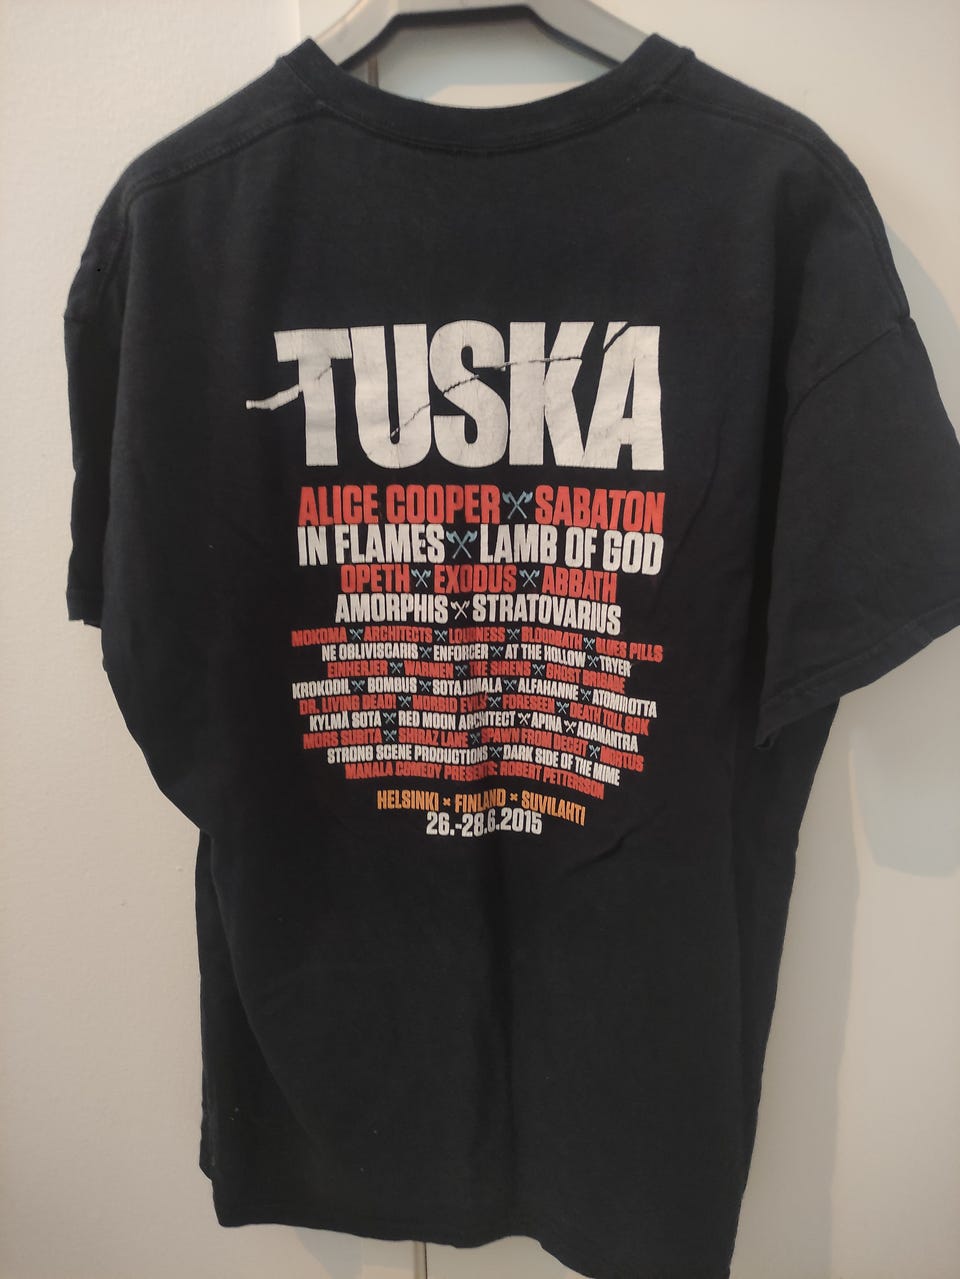 TUSKA
ALICE COOPER SABATON
IN FLAMES LAMB OF GOD
OPETH EXODUS ABBATH
AMORPHIS STRATOVARIUS
MOKOMA ARCHITECTS LOUDNESS BLOODBATH BLUES PILLS
NE OBLIVISCARIS ENFORCER AT THE HOLLOW TRYER
EINHERJER WARMEN THE SIRENS GHOST BRIGADE
KROKODIL BOMBUS SOTAJUMALA ALFAHANNE ATOMIROTTA
DR. LIVING DEAD! MORBID EVILS FORESEEN DEATH TOLL 80K
KYLMÄ SOTA RED MOON ARCHITECT APINA ADAMANTRA
MORS SUBITA SHIRAZ LANE SPAWN FROM DECEIT MORTUS
STRONG SCENE PRODUCTIONS DARK SIDE OF THE MIME
MANALA COMEDY PRESENTS: ROBERT PETTERSSON
HELSINKI × FINLAND × SUVILAHTI
26.-28.6.2015